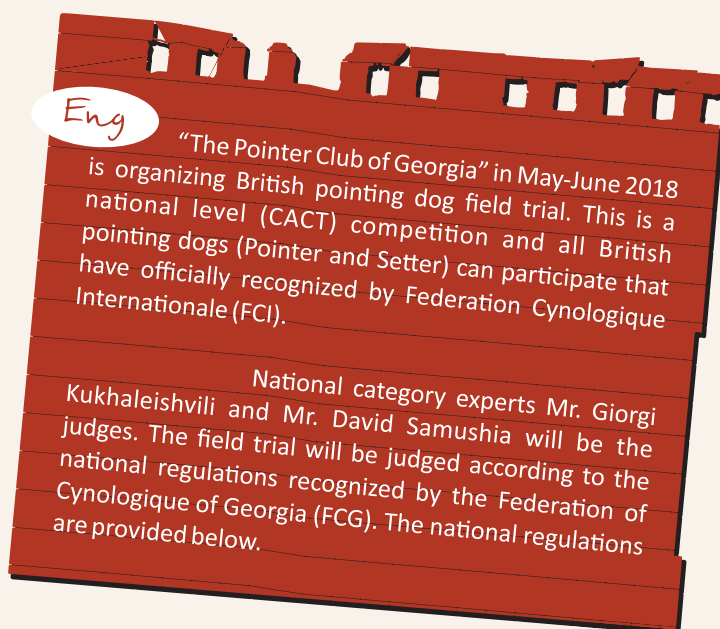 Eng
“The Pointer Club of Georgia” in May-June 2018
is organizing British pointing dog field trial. This is a
national level (CACT) competition and all British
pointing dogs (Pointer and Setter) can participate that
have officially recognized by Federation Cynologique
Internationale (FCI).
National category experts Mr. Giorgi
Kukhaleishvili and Mr. David Samushia will be the
judges. The field trial will be judged according to the
national regulations recognized by the Federation of
Cynologique of Georgia (FCG). The national regulations
are provided below.